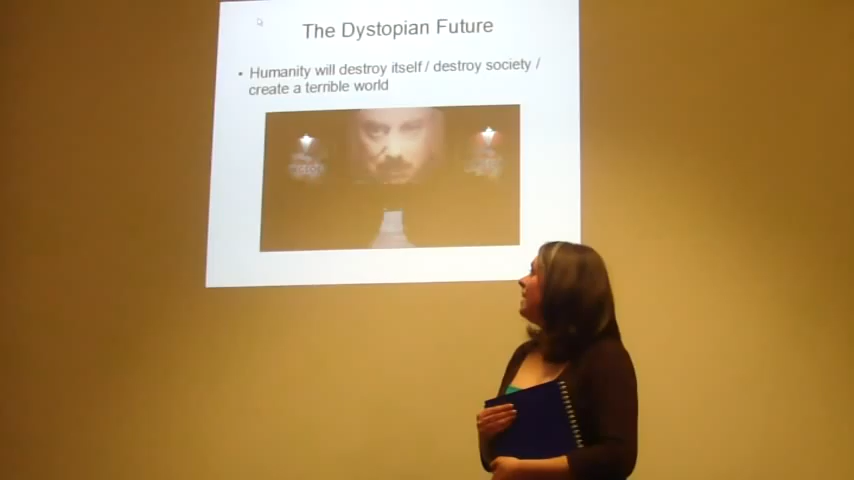 The Dystopian Future
• Humanity will destroy itself / destroy society /
create a terrible world